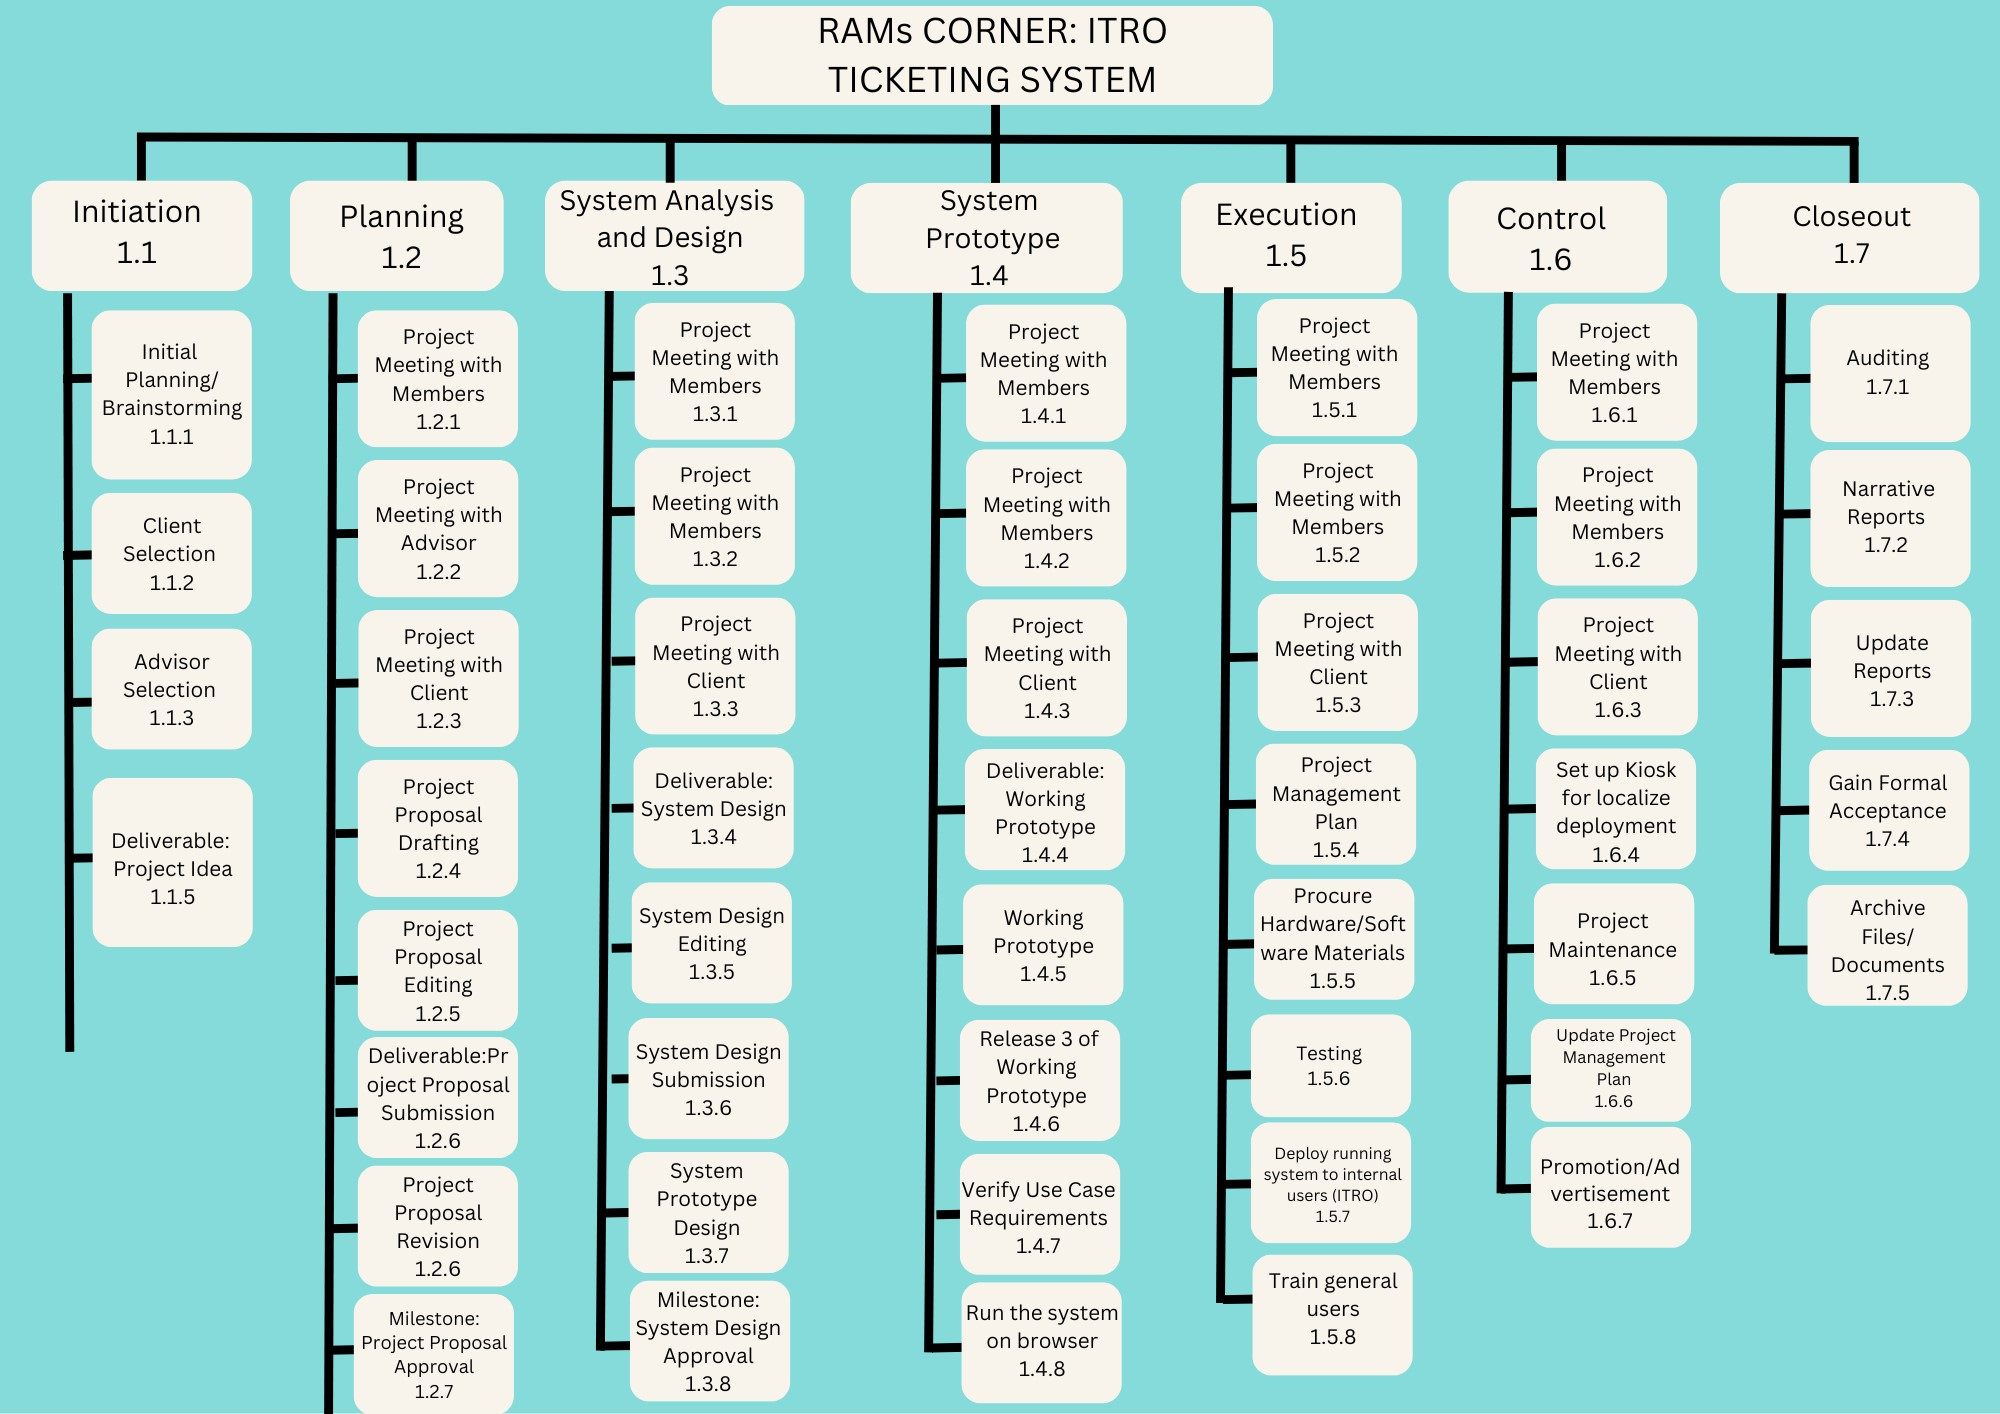 RAMs CORNER: ITRO
TICKETING SYSTEM
Initiation
1.1
Initial
Planning/
Brainstorming
1.1.1
Client
Selection
1.1.2
Advisor
Selection
1.1.3
Deliverable:
Project Idea
1.1.5
Planning
1.2
Project
Meeting with
Members
1.2.1
Project
Meeting with
Advisor
1.2.2
Project
Meeting with
Client
1.2.3
Project
Proposal
Drafting
1.2.4
Project
Proposal
Editing
1.2.5
Deliverable:Pr
oject Proposal
Submission
1.2.6
Project
Proposal
Revision
1.2.6
Milestone:
Project Proposal
Approval
1.2.7
System Analysis
and Design
1.3
Project
Meeting with
Members
1.3.1
Project
Meeting with
Members
1.3.2
Project
Meeting with
Client
1.3.3
Deliverable:
System Design
1.3.4
System Design
Editing
1.3.5
System Design
Submission
1.3.6
System
Prototype
Design
1.3.7
Milestone:
System Design
Approval
1.3.8
System
Prototype
1.4
Project
Meeting with
Members
1.4.1
Project
Meeting with
Members
1.4.2
Project
Meeting with
Client
1.4.3
Deliverable:
Working
Prototype
1.4.4
Working
Prototype
1.4.5
Release 3 of
Working
Prototype
1.4.6
Verify Use Case
Requirements
1.4.7
Run the system
on browser
1.4.8
Execution
1.5
Project
Meeting with
Members
1.5.1
Project
Meeting with
Members
1.5.2
Project
Meeting with
Client
1.5.3
Project
Management
Plan
1.5.4
Procure
Hardware/Soft
ware Materials
1.5.5
Testing
1.5.6
Deploy running
system to internal
users (ITRO)
1.5.7
Train general
users
1.5.8
Control
1.6
Project
Meeting with
Members
1.6.1
Project
Meeting with
Members
1.6.2
Project
Meeting with
Client
1.6.3
Set up Kiosk
for localize
deployment
1.6.4
Project
Maintenance
1.6.5
Update Project
Management
Plan
1.6.6
Promotion/Ad
vertisement
1.6.7
Closeout
1.7
Auditing
1.7.1
Narrative
Reports
1.7.2
Update
Reports
1.7.3
Gain Formal
Acceptance
1.7.4
Archive
Files/
Documents
1.7.5